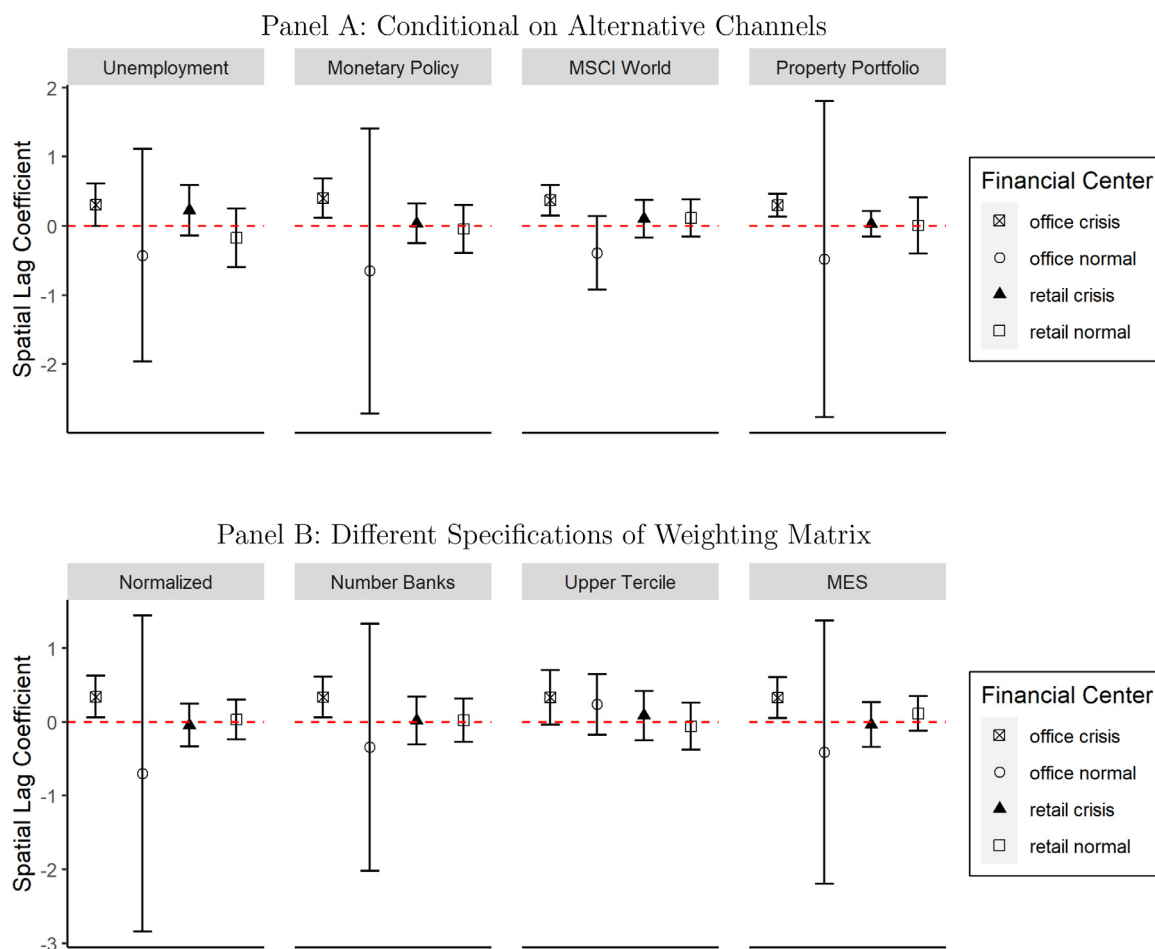 Panel A: Conditional on Alternative Channels
Unemployment
Monetary Policy
MSCI World
Property Portfolio
Spatial Lag Coefficient
2
1
0
-1
-2
Financial Center
office crisis
office normal
retail crisis
retail normal
Panel B: Different Specifications of Weighting Matrix
Normalized
Number Banks
Upper Tercile
MES
Spatial Lag Coefficient
1
0
-1
-2
-3
Financial Center
office crisis
office normal
retail crisis
retail normal